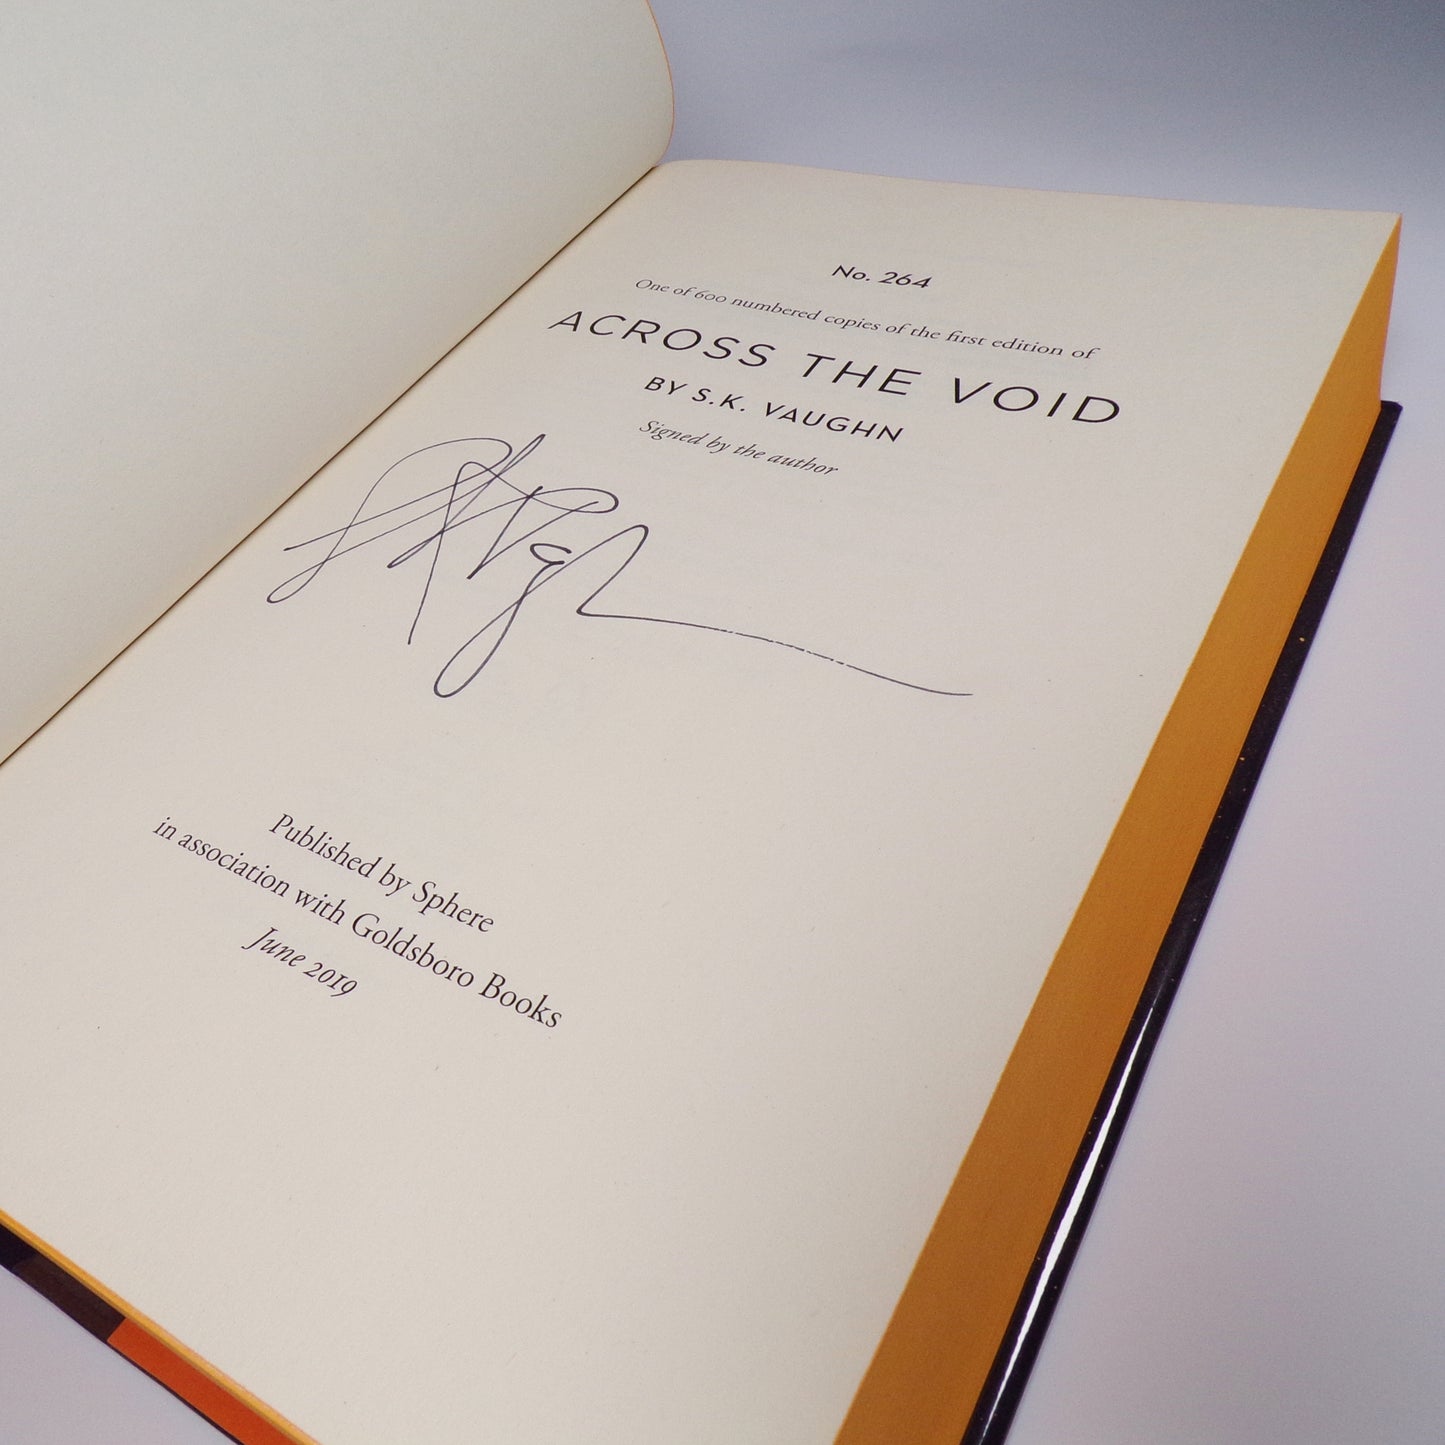 No. 264
One of 600 numbered copies of the first edition of
ACROSS THE VOID
BY S.K. VAUGHN
Signed by the author
Published by Sphere
in association with Goldsboro Books
June 2019